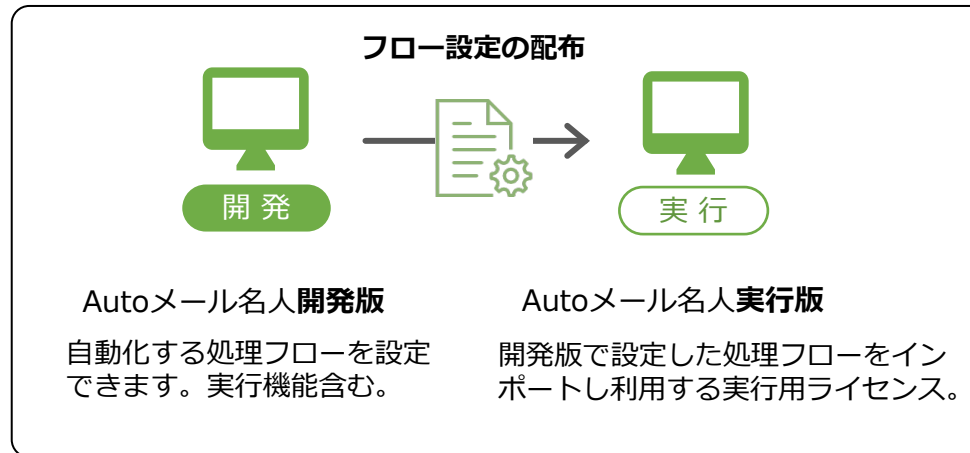 フロー設定の配布
開発
実行
Autoメール名人開発版
Autoメール名人実行版
自動化する処理フローを設定
できます。実行機能含む。
開発版で設定した処理フローをイン
ポートし利用する実行用ライセンス。